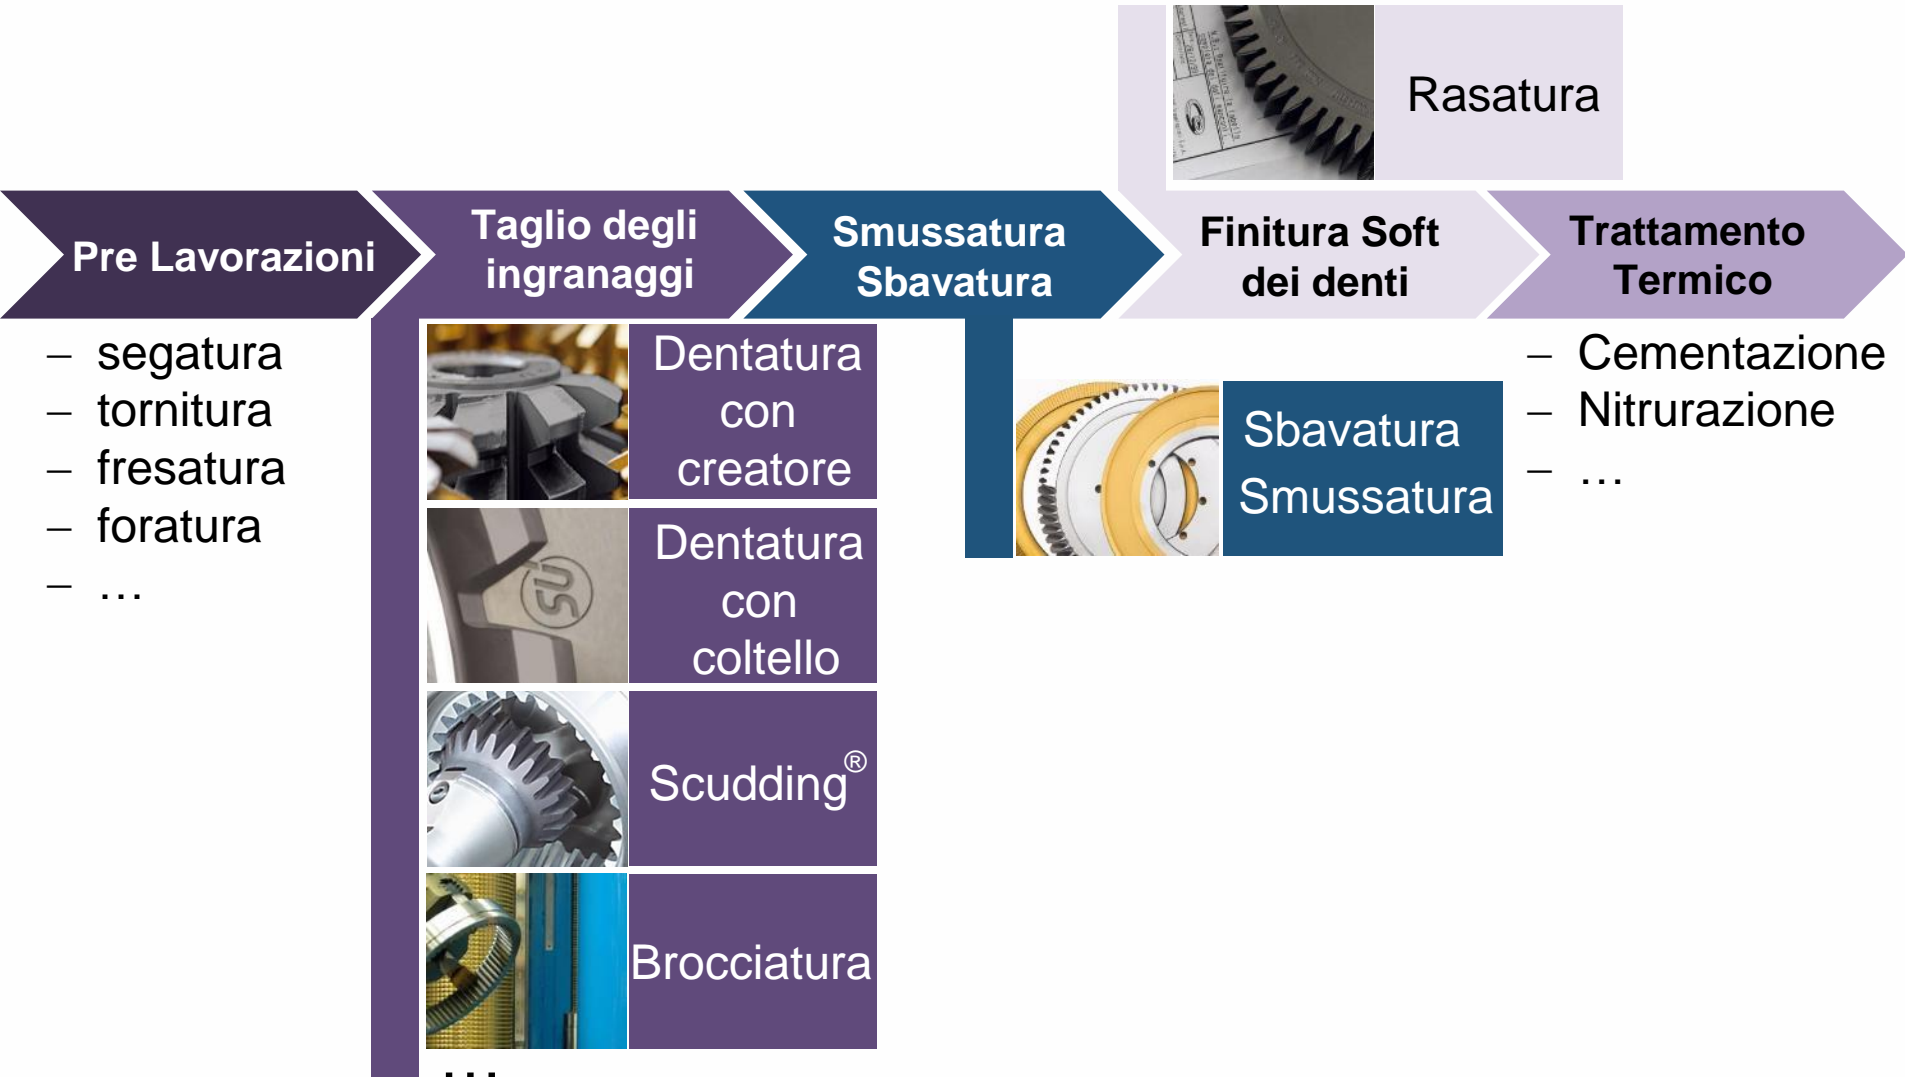 Rasatura
Pre Lavorazioni
Taglio degli
ingranaggi
Smussatura
Sbavatura
Finitura Soft
dei denti
Trattamento
Termico
– segatura
– tornitura
– fresatura
– foratura
– …
Dentatura
con
creatore
Dentatura
con
coltello
SU
Scudding®
Brocciatura
…
Sbavatura
Smussatura
– Cementazione
– Nitrurazione
– …